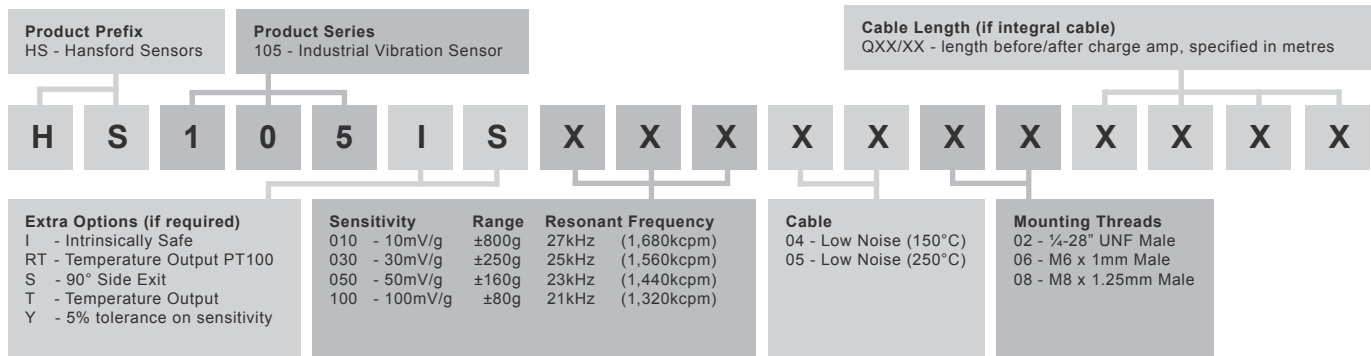 Product Prefix
HS - Hansford Sensors
Product Series
105 - Industrial Vibration Sensor
Cable Length (if integral cable)
QXX/XX - length before/after charge amp, specified in metres
H S 1 0 5 I S X X X X X X X X X X X
Extra Options (if required)
I - Intrinsically Safe
RT - Temperature Output PT100
S - 90° Side Exit
T - Temperature Output
Y - 5% tolerance on sensitivity
Sensitivity Range Resonant Frequency
010 - 10mV/g ±800g 27kHz (1,680kcpm)
030 - 30mV/g ±250g 25kHz (1,560kcpm)
050 - 50mV/g ±160g 23kHz (1,440kcpm)
100 - 100mV/g ±80g 21kHz (1,320kcpm)
Cable
04 - Low Noise (150°C)
05 - Low Noise (250°C)
Mounting Threads
02 - ¼-28" UNF Male
06 - M6 x 1mm Male
08 - M8 x 1.25mm Male